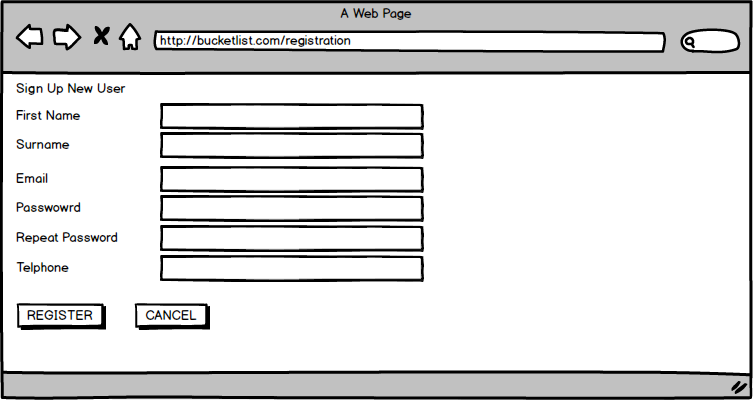 A Web Page
http://bucketlist.com/registration
Sign Up New User
First Name
Surname
Email
Passwowrd
Repeat Password
Telphone
REGISTER CANCEL